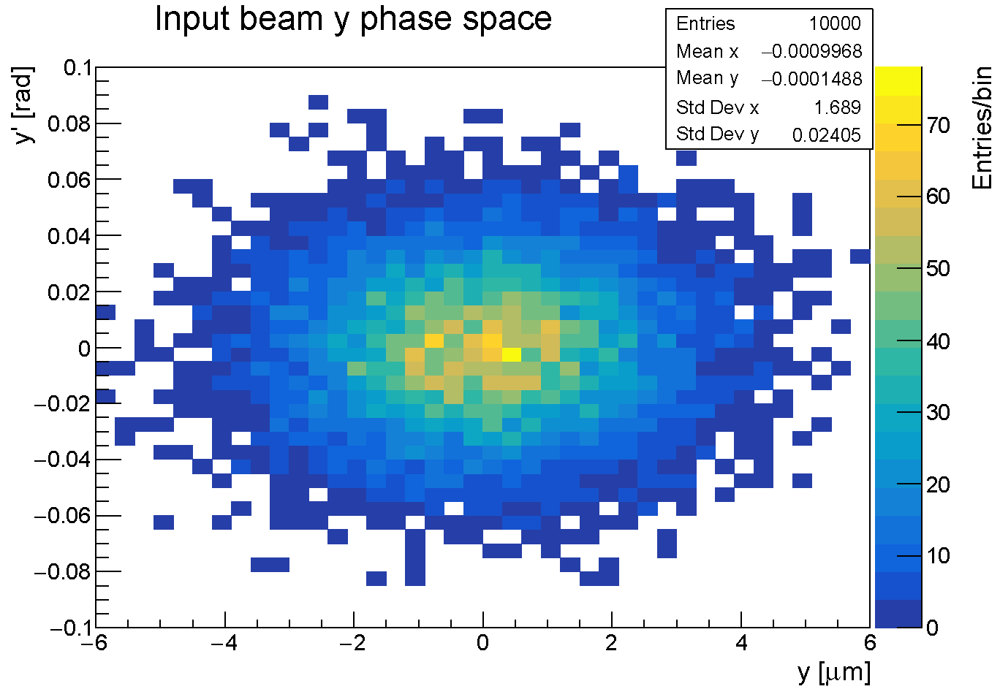 Input beam y phase space
Entries 10000
Mean x −0.0009968
Mean y −0.0001488
Std Dev x 1.689
Std Dev y 0.02405
y' [rad]
0.1
0.08
0.06
0.04
0.02
0
−0.02
−0.04
−0.06
−0.08
−0.1
−6 −4 −2 0 2 4 6
y [μm]
Entries/bin
70
60
50
40
30
20
10
0